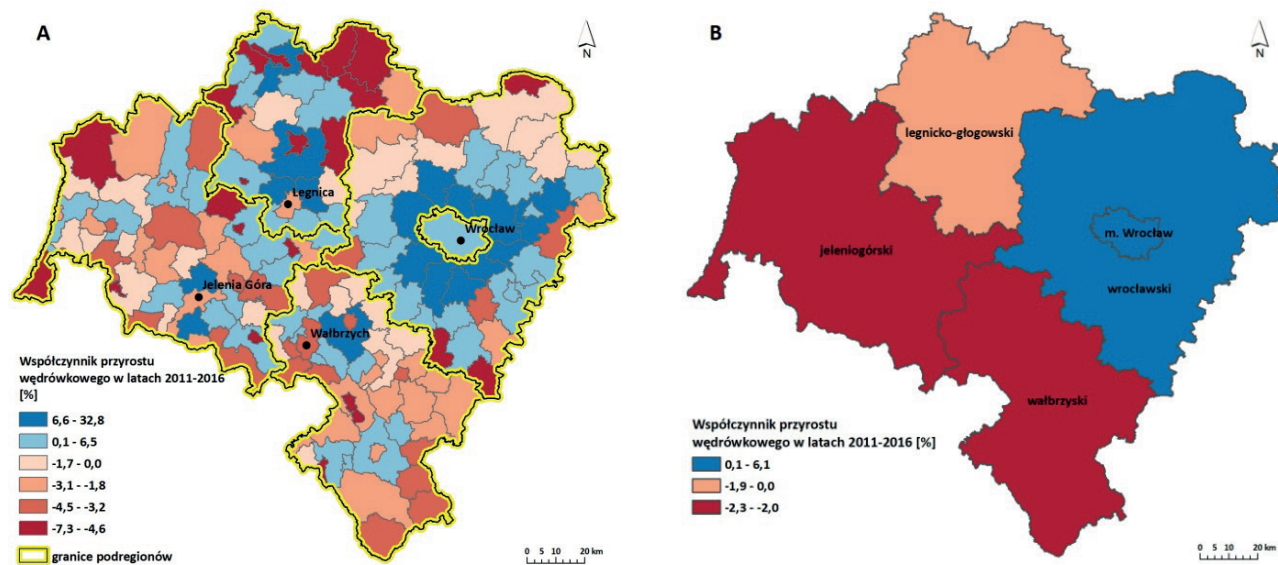 A
N
Legnica
Wrocław
Jelenia Góra
Wałbrzych
Współczynnik przyrostu
wędrówkowego w latach 2011-2016
[%]
6,6 - 32,8
0,1 - 6,5
-1,7 - 0,0
-3,1 - -1,8
-4,5 - -3,2
-7,3 - -4,6
granice podregionów
0 5 10 20 km
B
N
legnicko-głogowski
m. Wrocław
jeleniogórski
wrocławski
wałbrzyski
Współczynnik przyrostu
wędrówkowego w latach 2011-2016 [%]
0,1 - 6,1
-1,9 - 0,0
-2,3 - -2,0
0 5 10 20 km